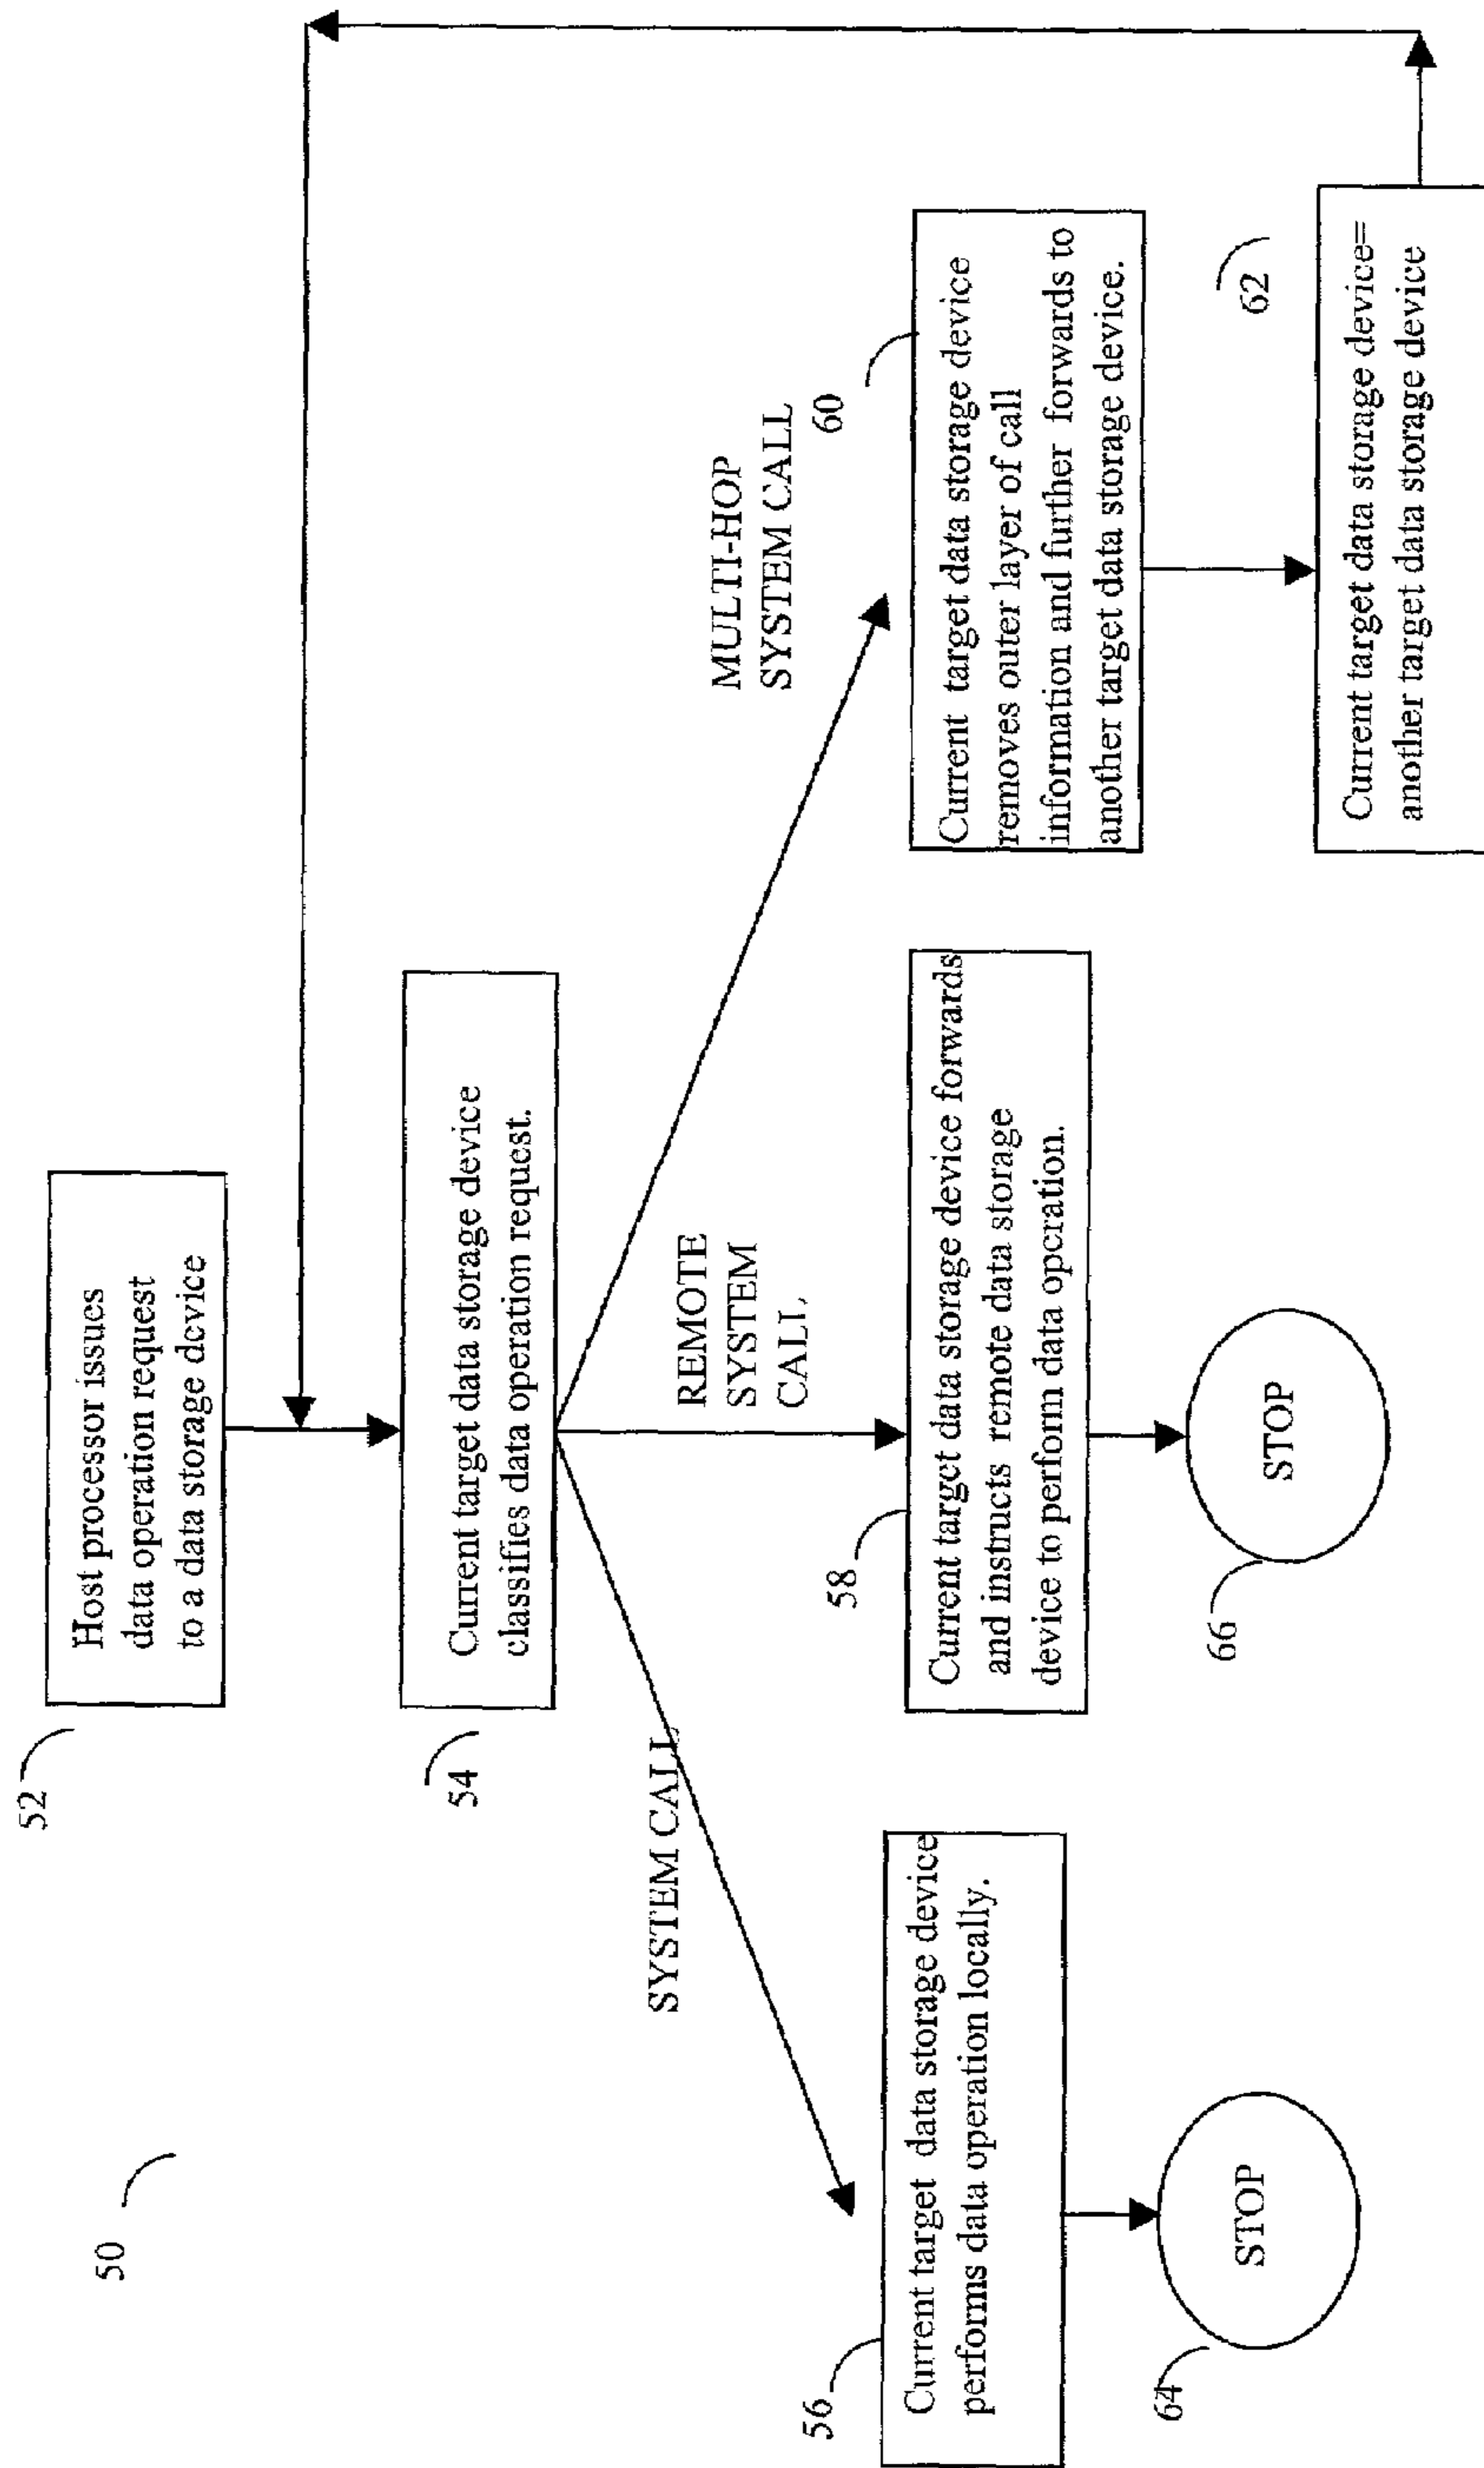 50
52
Host processor issues
data operation request
to a data storage device
54
Current target data storage device
classifies data operation request.
SYSTEM CALL
REMOTE
SYSTEM
CALL
MULTI-HOP
SYSTEM CALL
56
Current target data storage device
performs data operation locally.
58
Current target data storage device forwards
and instructs remote data storage
device to perform data operation.
60
Current target data storage device
removes outer layer of call
information and further forwards to
another target data storage device.
62
Current target data storage device=
another target data storage device
64
STOP
66
STOP